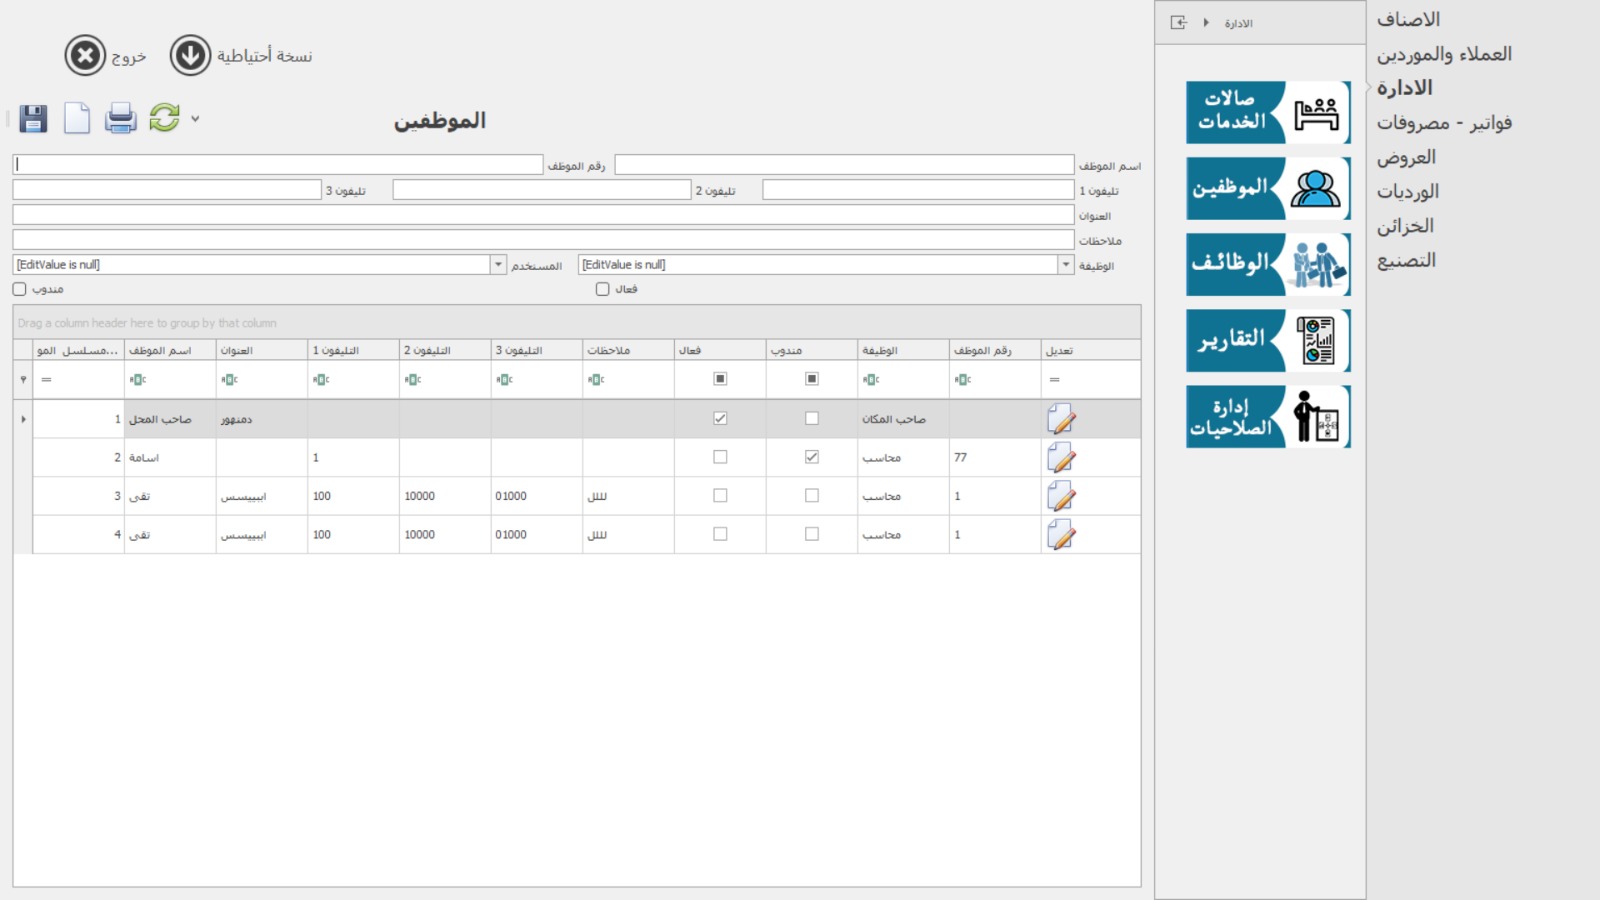 نسخة أحتياطية
خروج
الموظفين
اسم الموظف
رقم الموظف
تليفون 1
تليفون 2
تليفون 3
العنوان
ملاحظات
الوظيفة [EditValue is null]
المستخدم [EditValue is null]
فعال
مندوب
Drag a column header here to group by that column
مسلسل المو... اسم الموظف العنوان التليفون 1 التليفون 2 التليفون 3 ملاحظات فعال مندوب الوظيفة رقم الموظف تعديل
1 صاحب المحل دمنهور صاحب المكان
2 اسامة 1 محاسب 77
3 تقى اببييسس 100 10000 01000 لللل محاسب 1
4 تقى اببييسس 100 10000 01000 لللل محاسب 1
الادارة
صالات الخدمات
الموظفين
الوظائف
التقارير
إدارة الصلاحيات
الاصناف
العملاء والموردين
الادارة
فواتير - مصروفات
العروض
الورديات
الخزائن
التصنيع